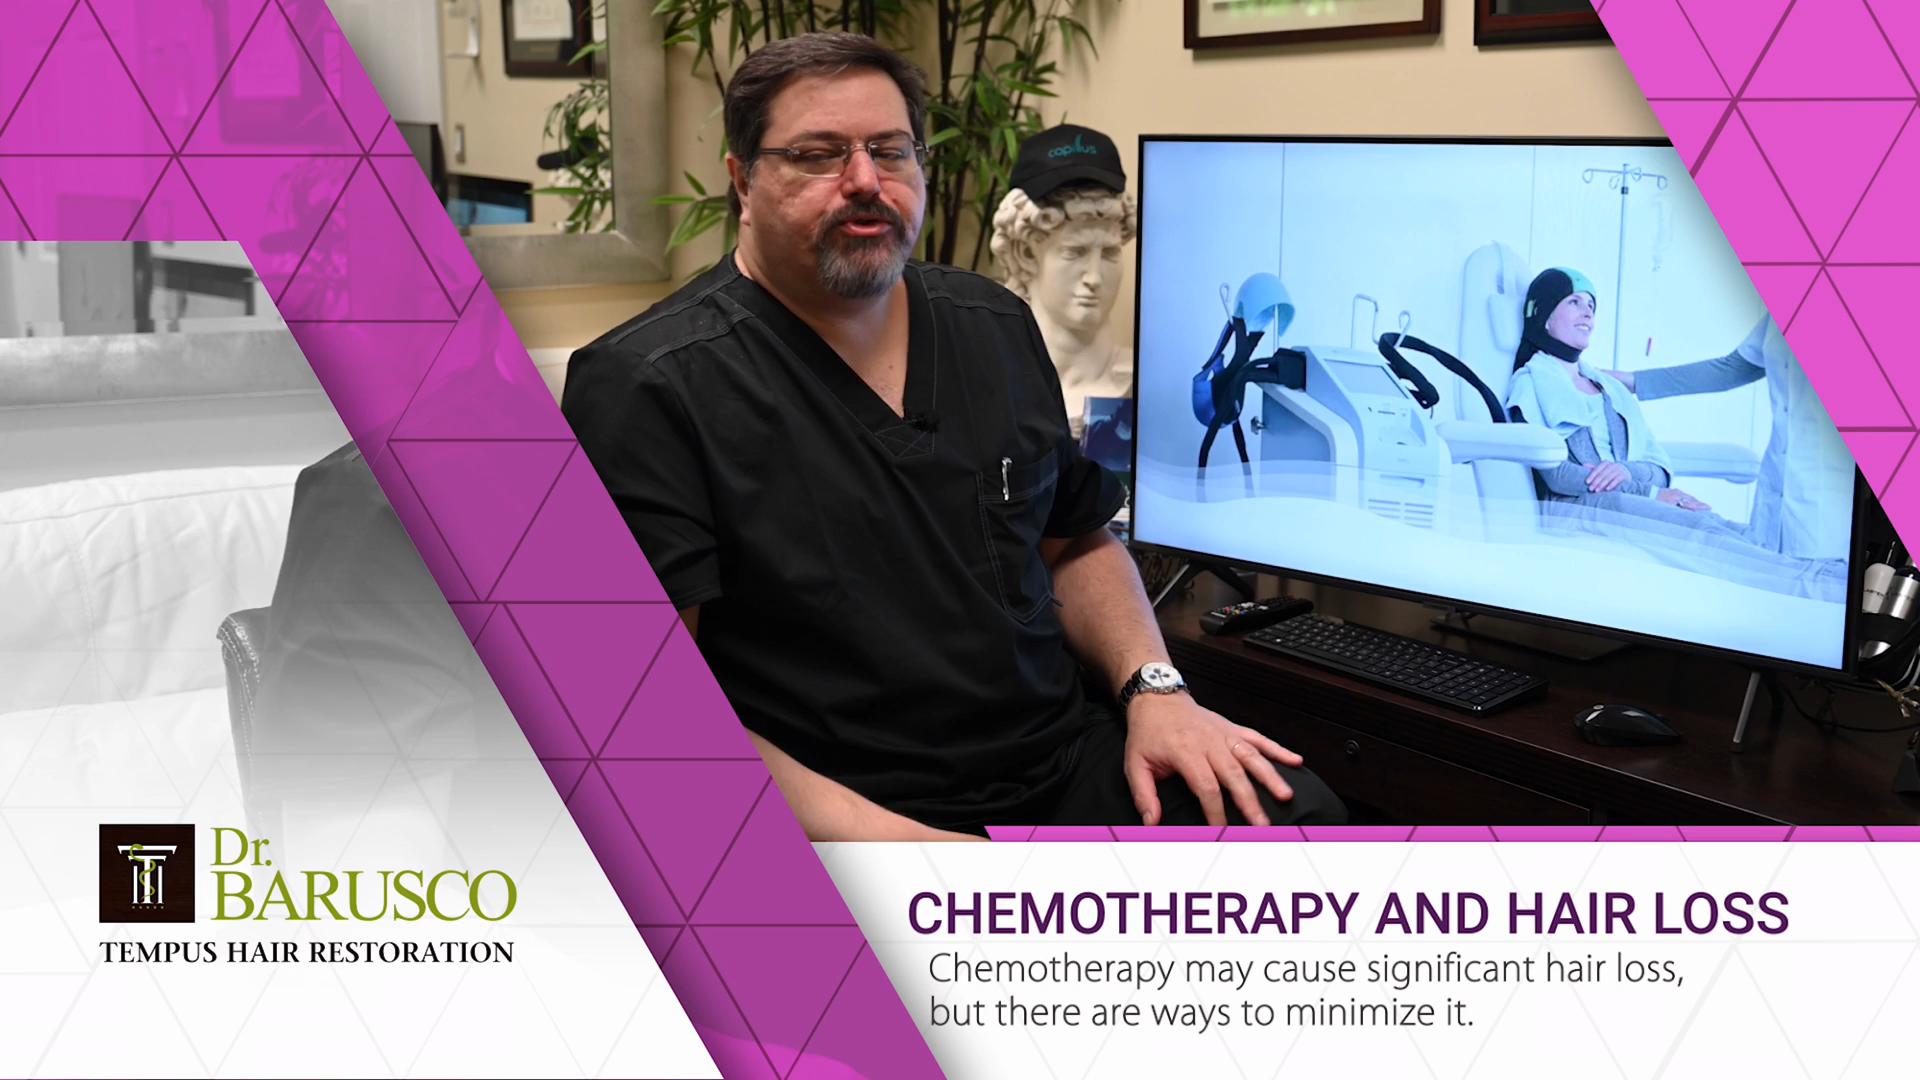 capillus
Dr.
BARUSCO
TEMPUS HAIR RESTORATION
CHEMOTHERAPY AND HAIR LOSS
Chemotherapy may cause significant hair loss,
but there are ways to minimize it.